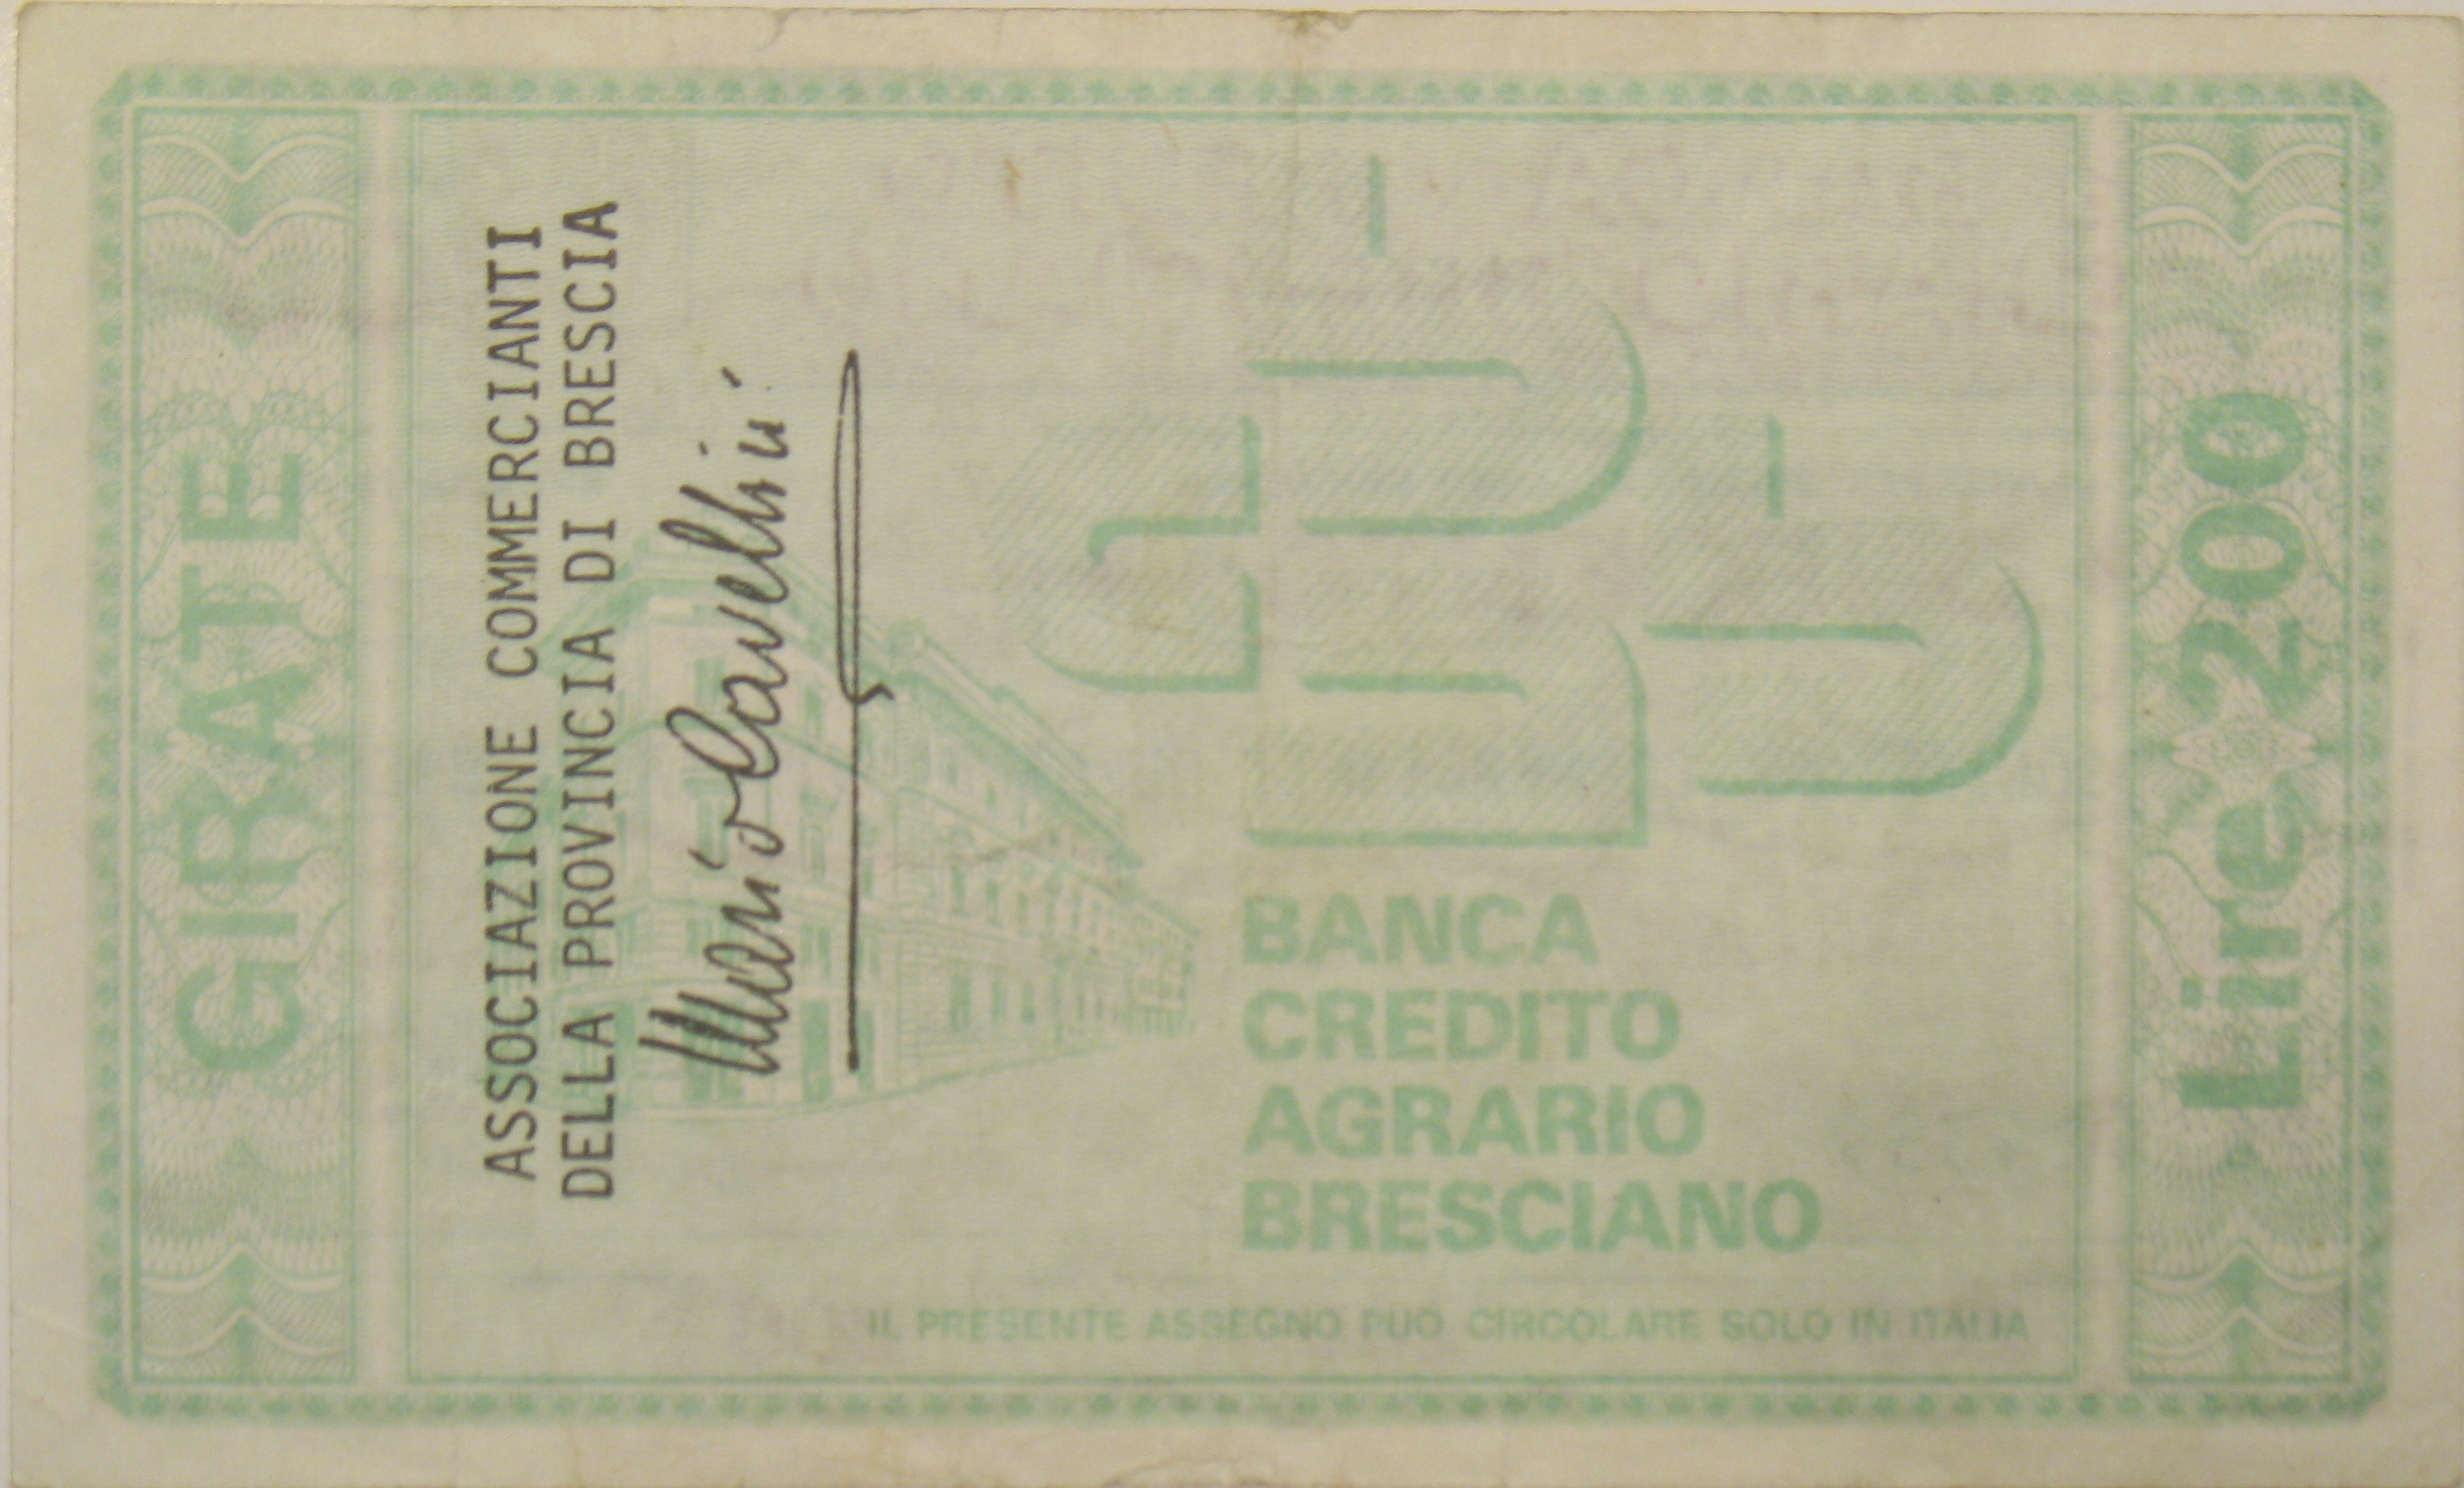 GIRATE
ASSOCIAZIONE COMMERCIANTI
DELLA PROVINCIA DI BRESCIA
BANCA
CREDITO
AGRARIO
BRESCIANO
IL PRESENTE ASSEGNO PUÒ CIRCOLARE SOLO IN ITALIA
Lire 200